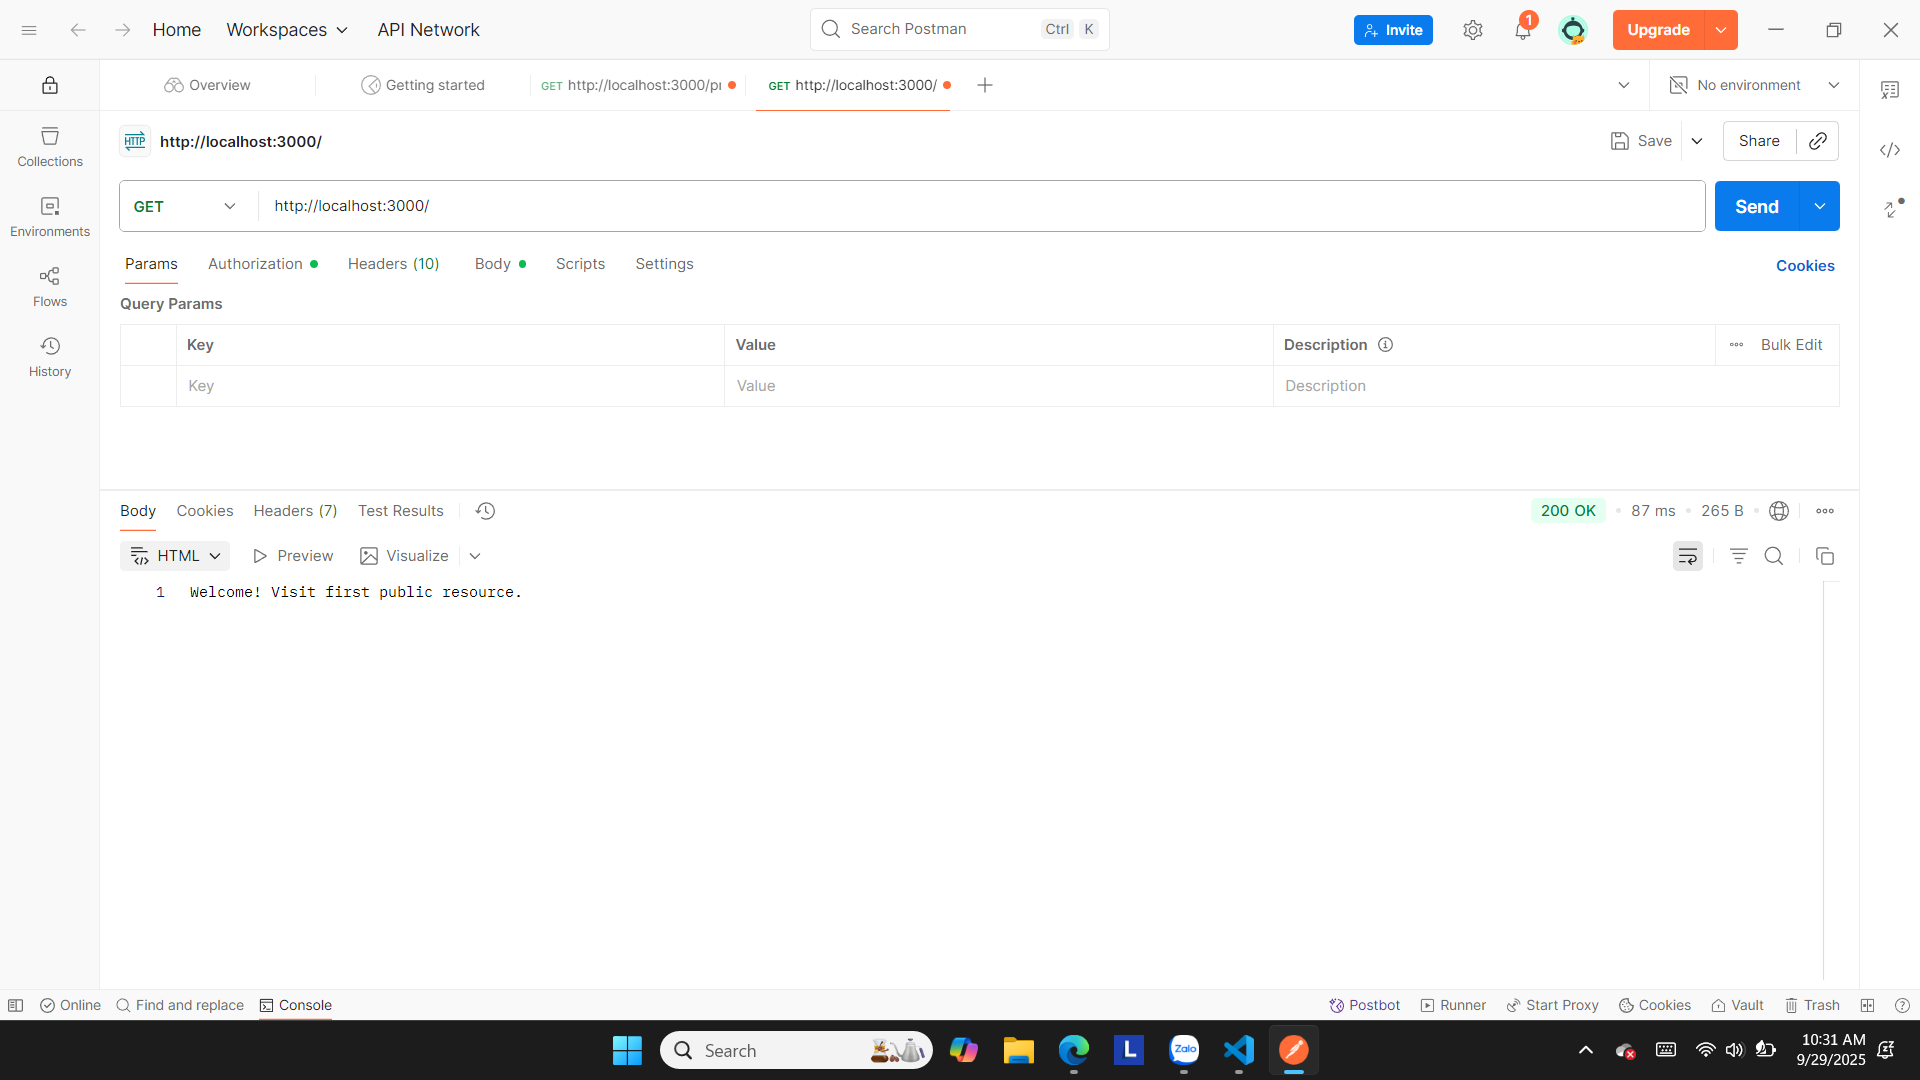 Home Workspaces API Network Search Postman Ctrl K Invite 1 Upgrade
Overview Getting started GET http://localhost:3000/pr GET http://localhost:3000/ No environment
HTTP http://localhost:3000/ Save Share
Collections
Environments
Flows
History
GET http://localhost:3000/ Send
Params Authorization Headers (10) Body Scripts Settings Cookies
Query Params
Key Value Description Bulk Edit
Key Value Description
Body Cookies Headers (7) Test Results 200 OK 87 ms 265 B
HTML Preview Visualize
1 Welcome! Visit first public resource.
Online Find and replace Console Postbot Runner Start Proxy Cookies Vault Trash
Search L Zalo 10:31 AM
9/29/2025